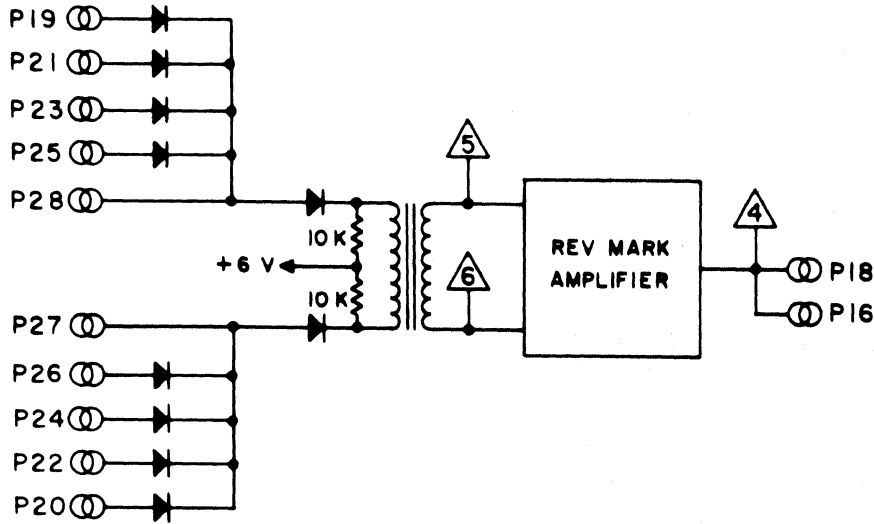 P19
P21
P23
P25
P28
10 K
+6 V
10 K
P27
P26
P24
P22
P20
5
6
REV MARK
AMPLIFIER
4
P18
P16